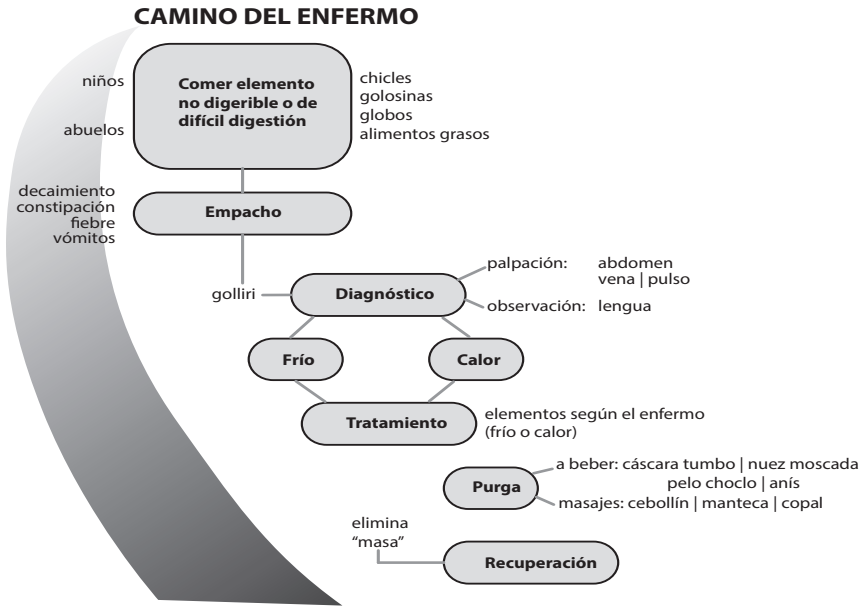 CAMINO DEL ENFERMO
niños
abuelos
Comer elemento
no digerible o de
difícil digestión
chicles
golosinas
globos
alimentos grasos
decaimiento
constipación
fiebre
vómitos
Empacho
golliri
Diagnóstico
palpación: abdomen
vena | pulso
observación: lengua
Frío
Calor
Tratamiento
elementos según el enfermo
(frío o calor)
Purga
a beber: cáscara tumbo | nuez moscada
pelo choclo | anís
masajes: cebollín | manteca | copal
elimina
“masa”
Recuperación